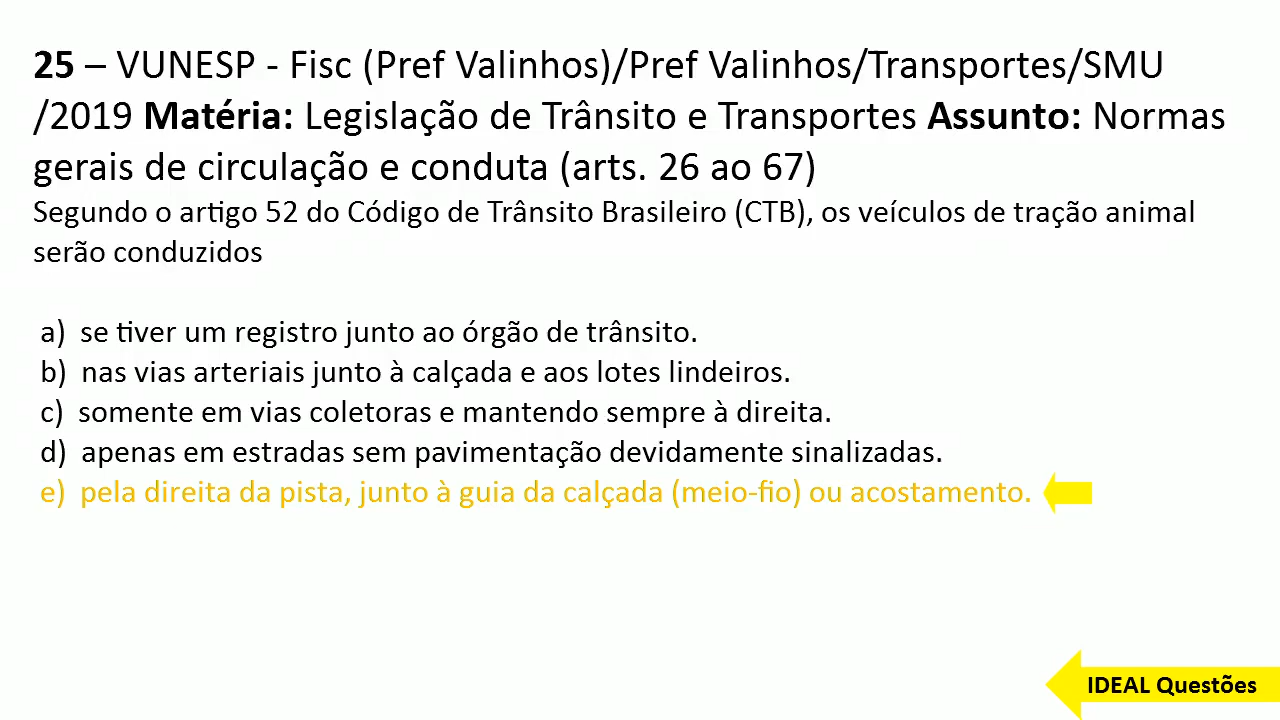 25 – VUNESP - Fisc (Pref Valinhos)/Pref Valinhos/Transportes/SMU
/2019 Matéria: Legislação de Trânsito e Transportes Assunto: Normas
gerais de circulação e conduta (arts. 26 ao 67)
Segundo o artigo 52 do Código de Trânsito Brasileiro (CTB), os veículos de tração animal
serão conduzidos
a) se tiver um registro junto ao órgão de trânsito.
b) nas vias arteriais junto à calçada e aos lotes lindeiros.
c) somente em vias coletoras e mantendo sempre à direita.
d) apenas em estradas sem pavimentação devidamente sinalizadas.
e) pela direita da pista, junto à guia da calçada (meio-fio) ou acostamento.
IDEAL Questões